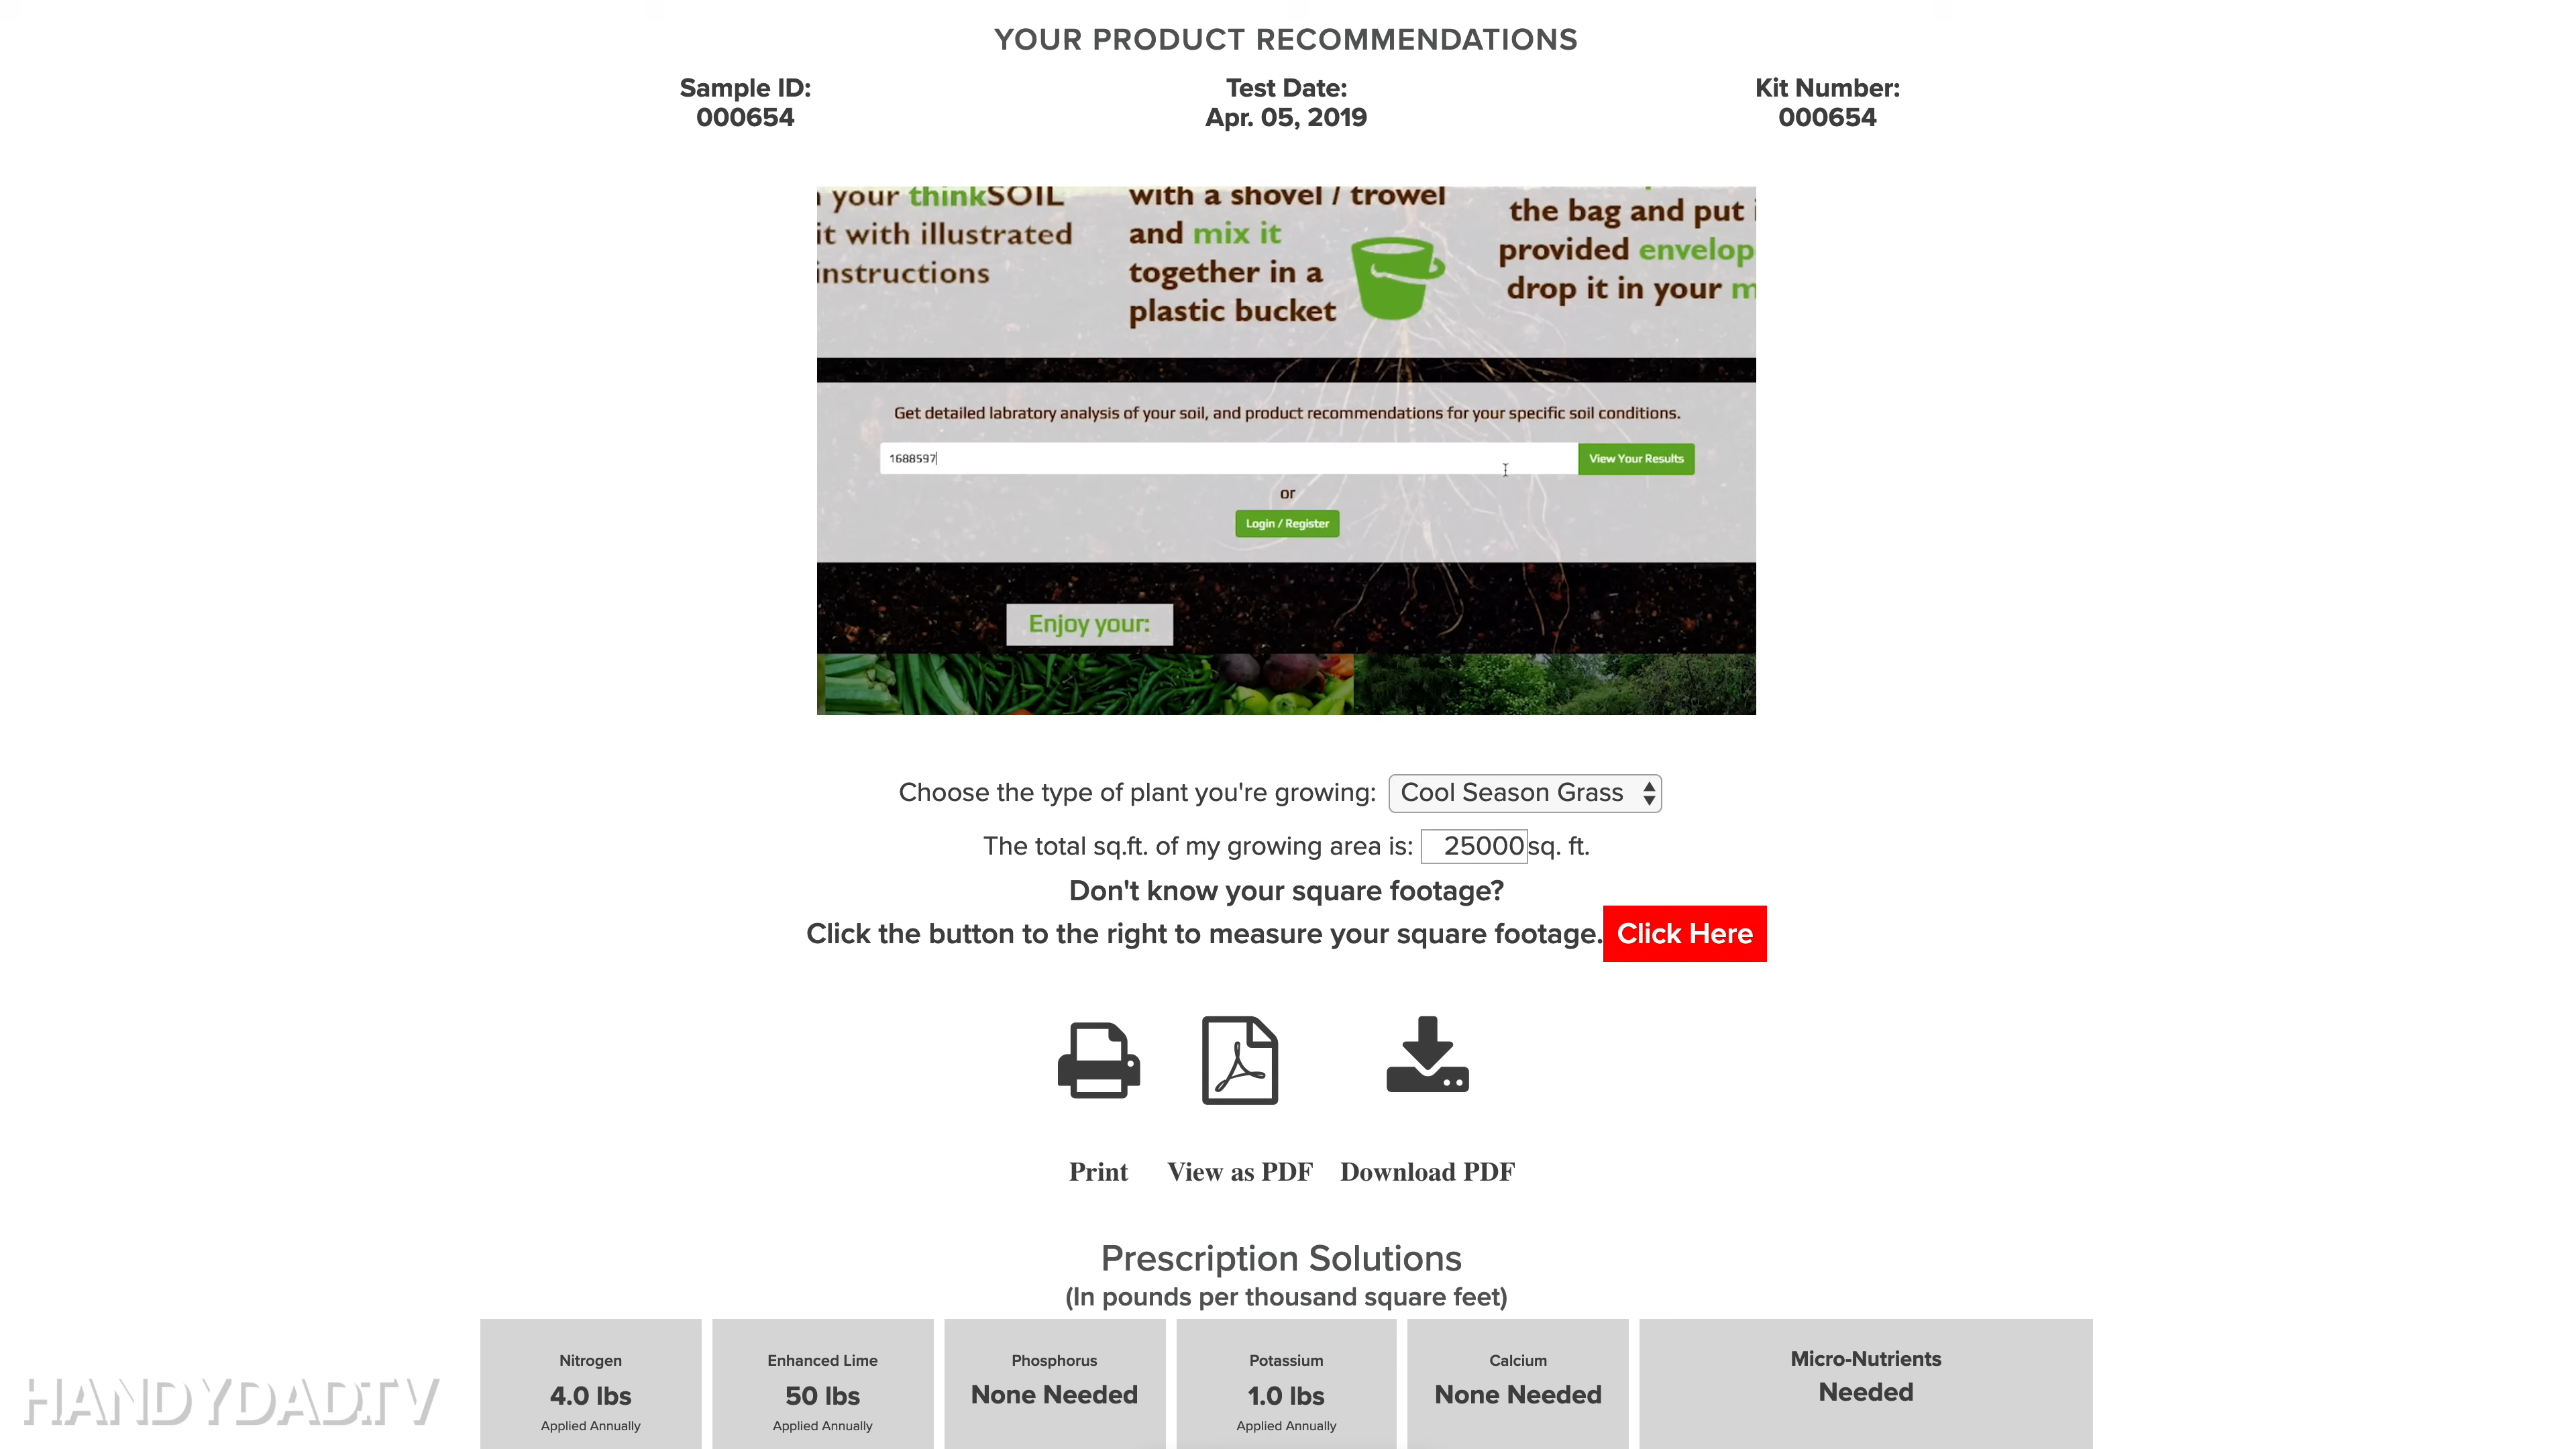 YOUR PRODUCT RECOMMENDATIONS
Sample ID:
000654
Test Date:
Apr. 05, 2019
Kit Number:
000654
your thinkSOIL
it with illustrated
instructions
with a shovel / trowel
and mix it
together in a
plastic bucket
the bag and put i
provided envelop
drop it in your m
Get detailed labratory analysis of your soil, and product recommendations for your specific soil conditions.
1688597
View Your Results
or
Login / Register
Enjoy your:
Choose the type of plant you're growing: Cool Season Grass
The total sq.ft. of my growing area is: 25000 sq. ft.
Don't know your square footage?
Click the button to the right to measure your square footage. Click Here
Print View as PDF Download PDF
Prescription Solutions
(In pounds per thousand square feet)
Nitrogen
4.0 lbs
Applied Annually
Enhanced Lime
50 lbs
Applied Annually
Phosphorus
None Needed
Potassium
1.0 lbs
Applied Annually
Calcium
None Needed
Micro-Nutrients
Needed
HANDYDAD.TV